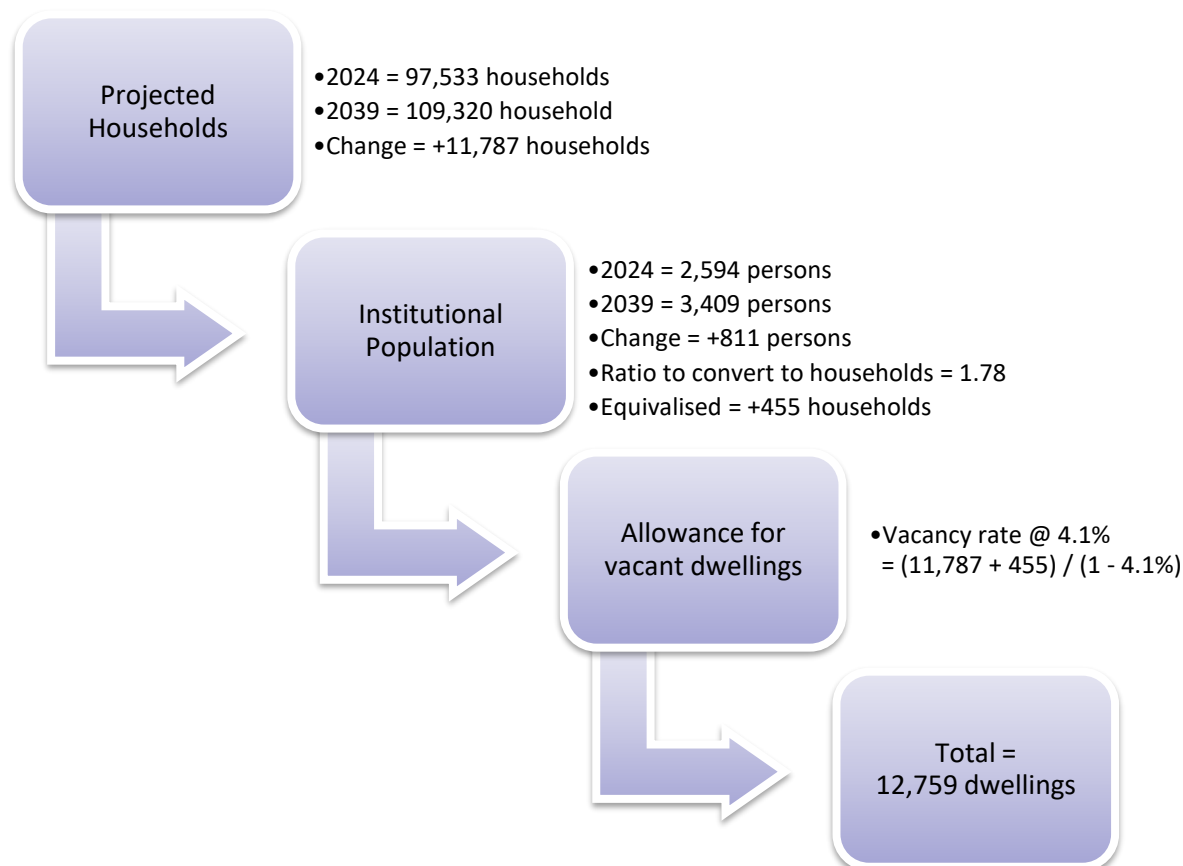 Projected
Households
•2024 = 97,533 households
•2039 = 109,320 household
•Change = +11,787 households
Institutional
Population
•2024 = 2,594 persons
•2039 = 3,409 persons
•Change = +811 persons
•Ratio to convert to households = 1.78
•Equivalised = +455 households
Allowance for
vacant dwellings
•Vacancy rate @ 4.1%
= (11,787 + 455) / (1 - 4.1%)
Total =
12,759 dwellings